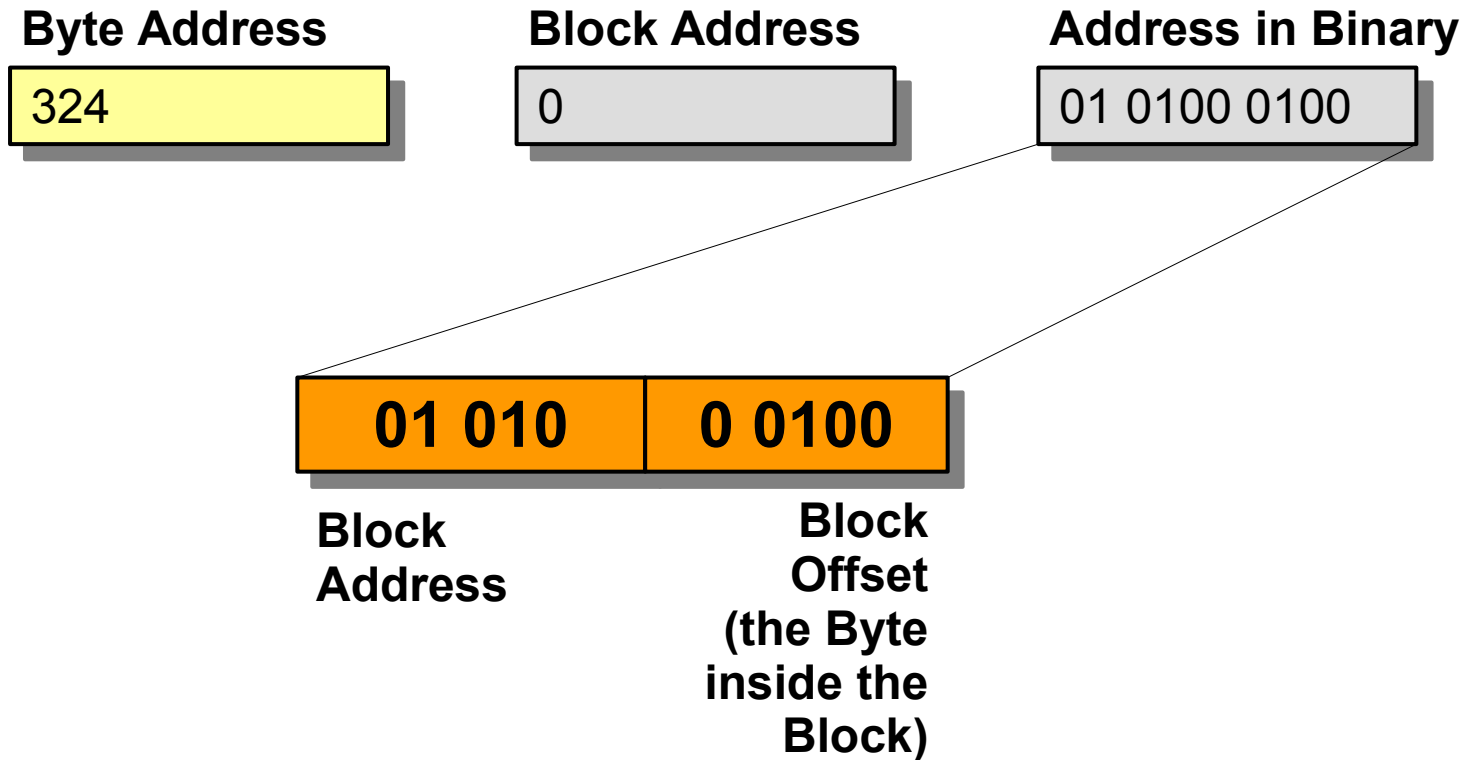 Byte Address
Block Address
Address in Binary
324
0
01 0100 0100
01 010
0 0100
Block
Address
Block
Offset
(the Byte
inside the
Block)